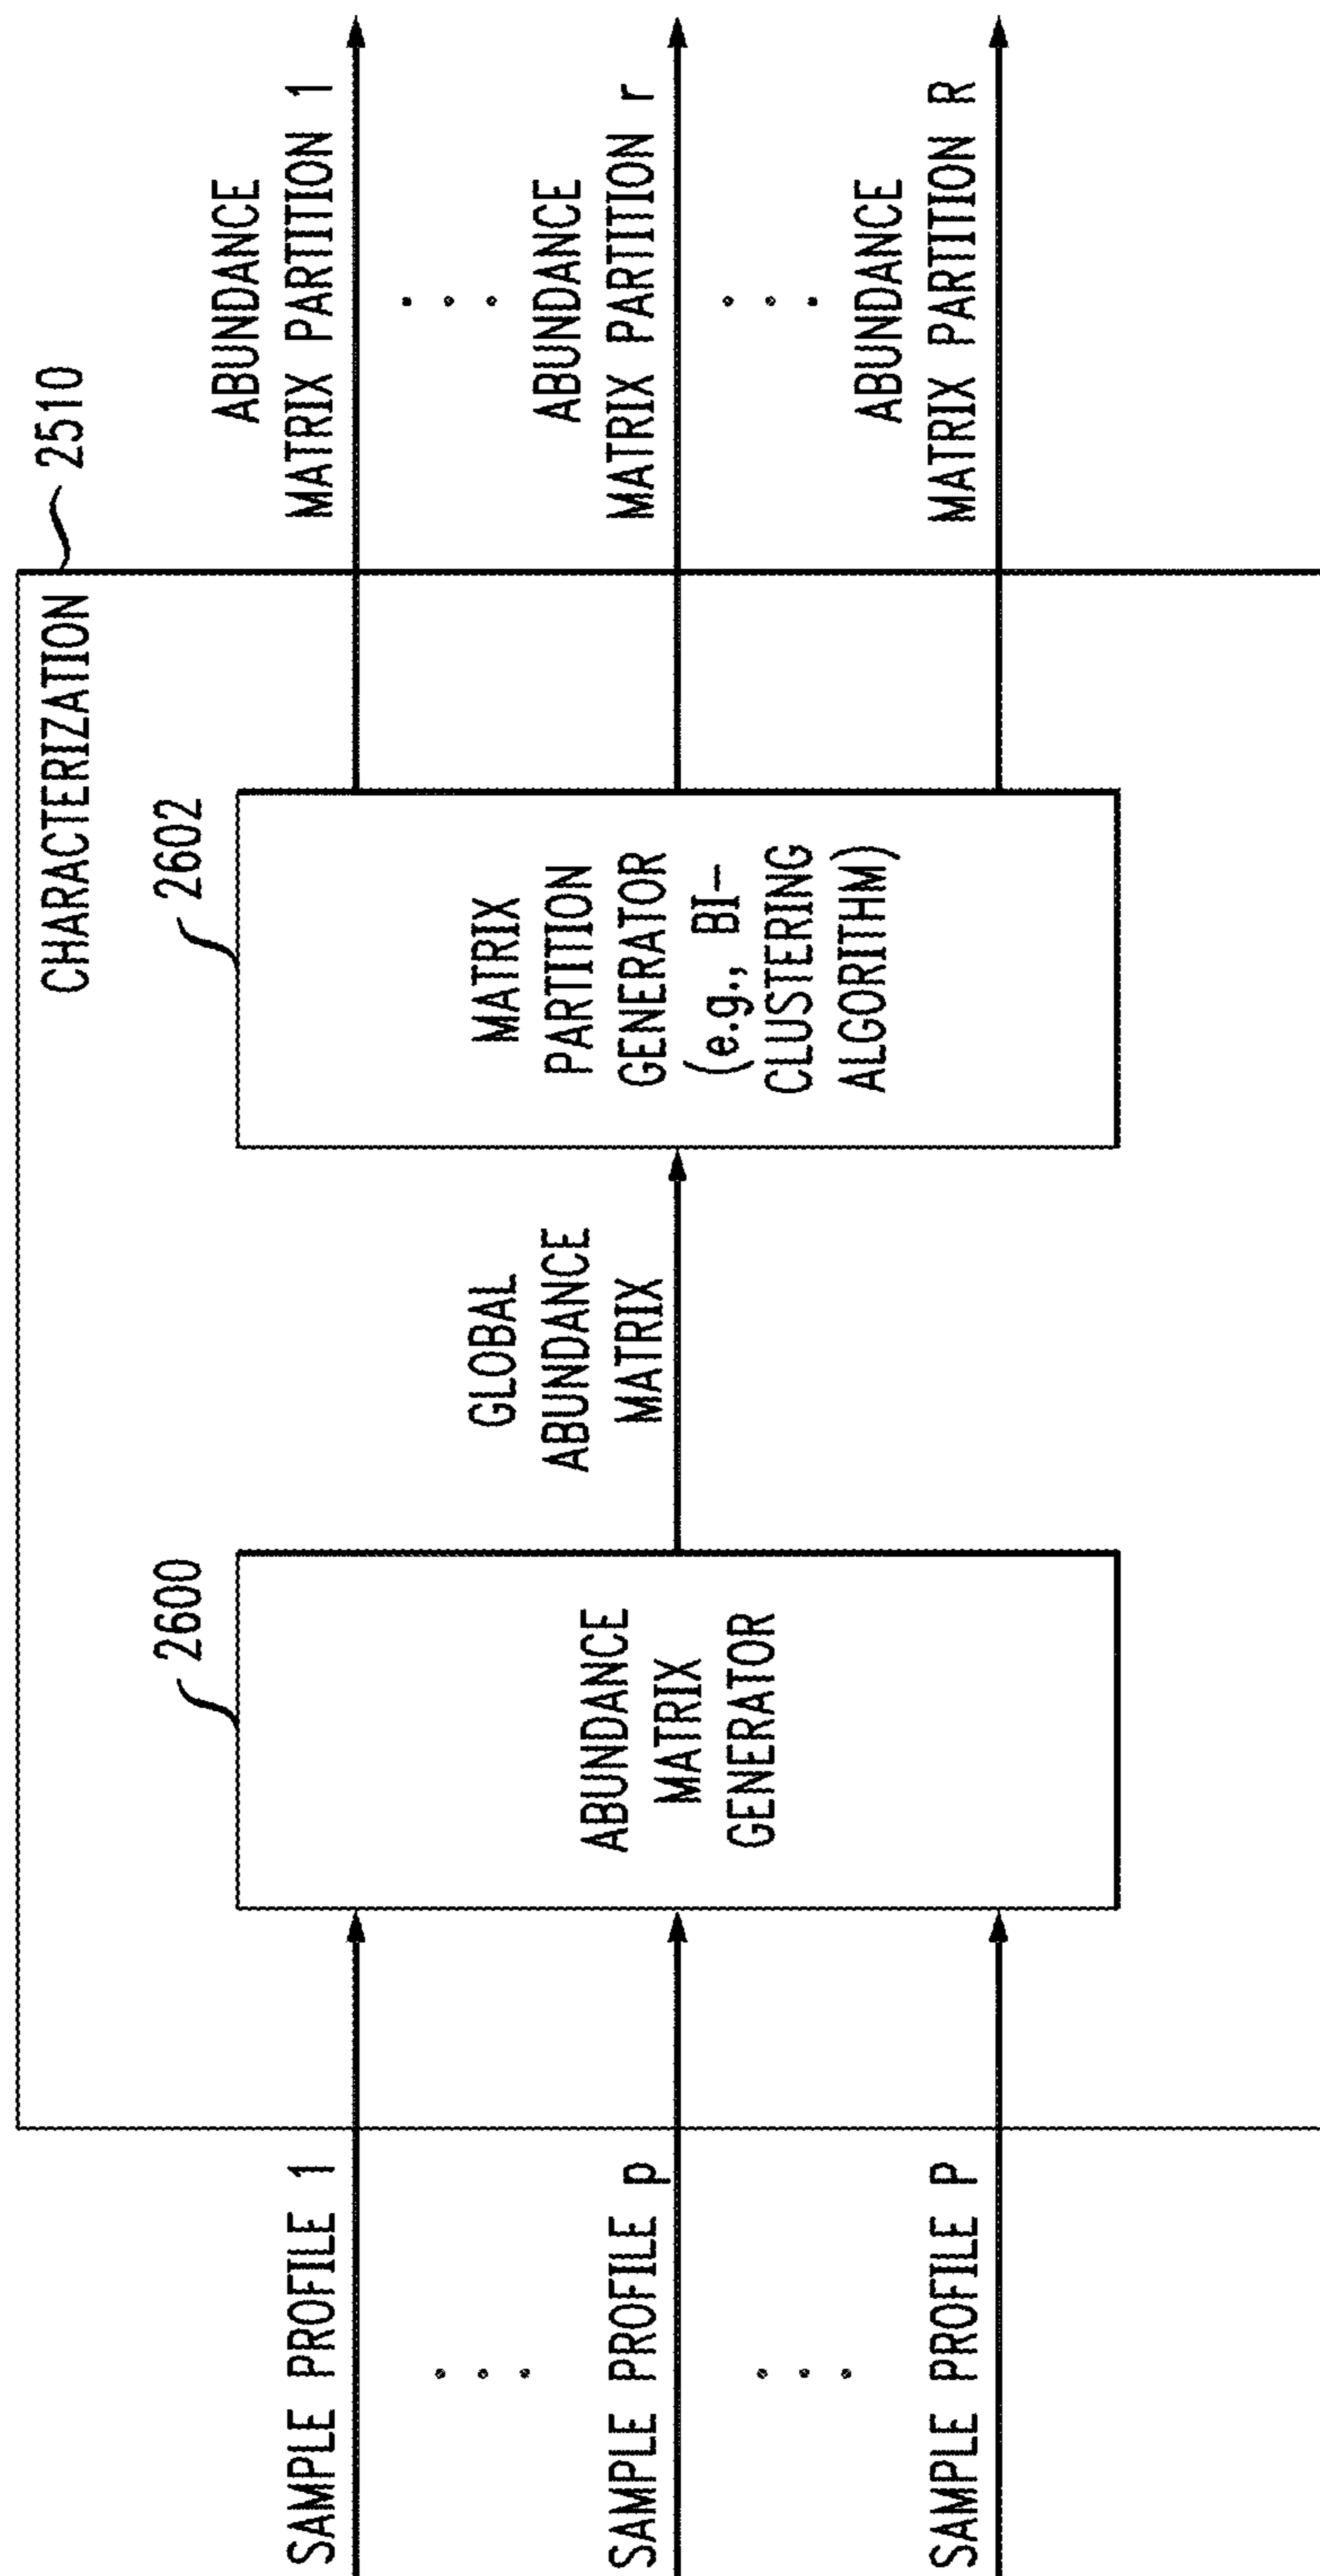 2510
CHARACTERIZATION
SAMPLE PROFILE 1
SAMPLE PROFILE p
SAMPLE PROFILE P
2600
ABUNDANCE
MATRIX
GENERATOR
GLOBAL
ABUNDANCE
MATRIX
2602
MATRIX
PARTITION
GENERATOR
(e.g., BI-
CLUSTERING
ALGORITHM)
ABUNDANCE
MATRIX PARTITION 1
ABUNDANCE
MATRIX PARTITION r
ABUNDANCE
MATRIX PARTITION R